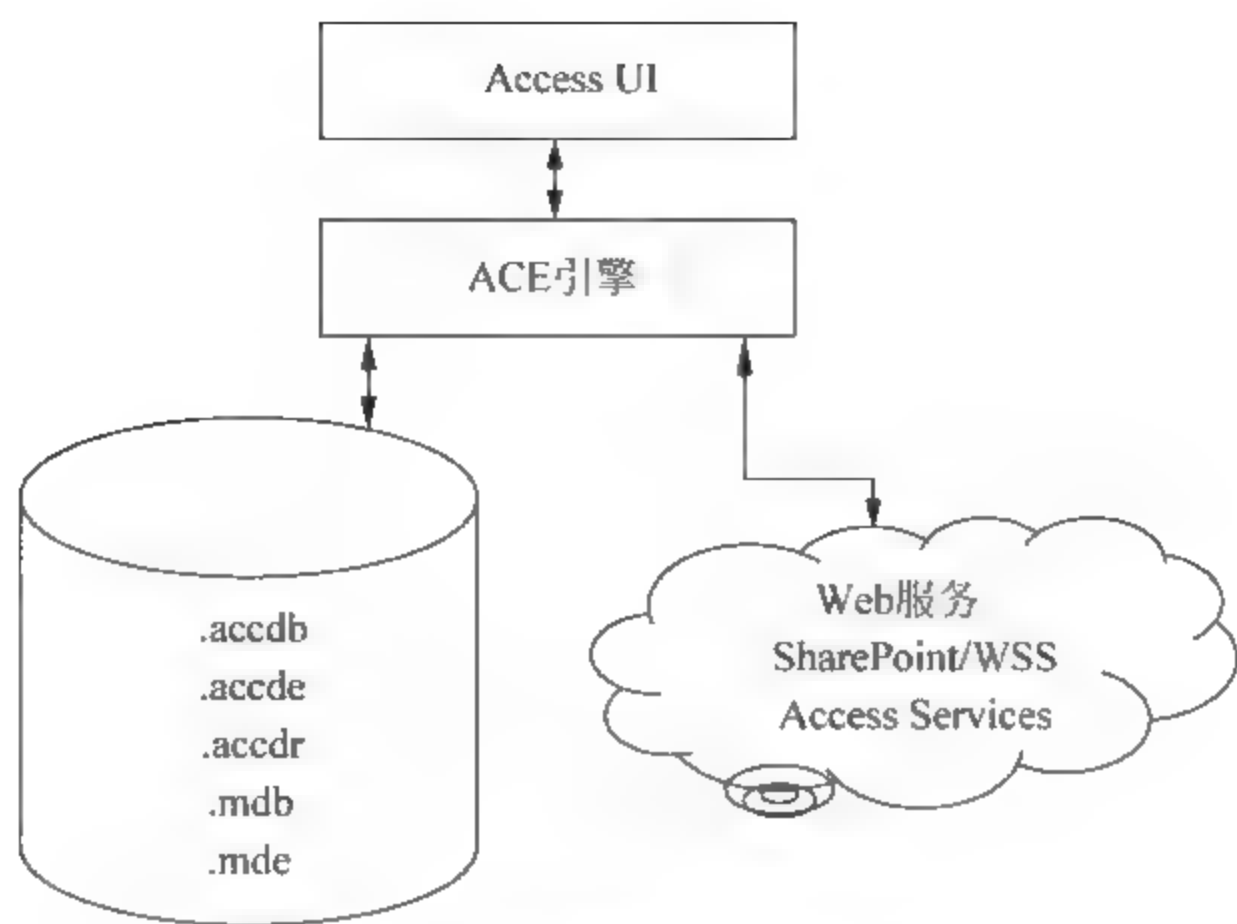 Access UI
ACE引擎
.accdb
.accde
.accdr
.mdb
.mde
Web服务
SharePoint/WSS
Access Services